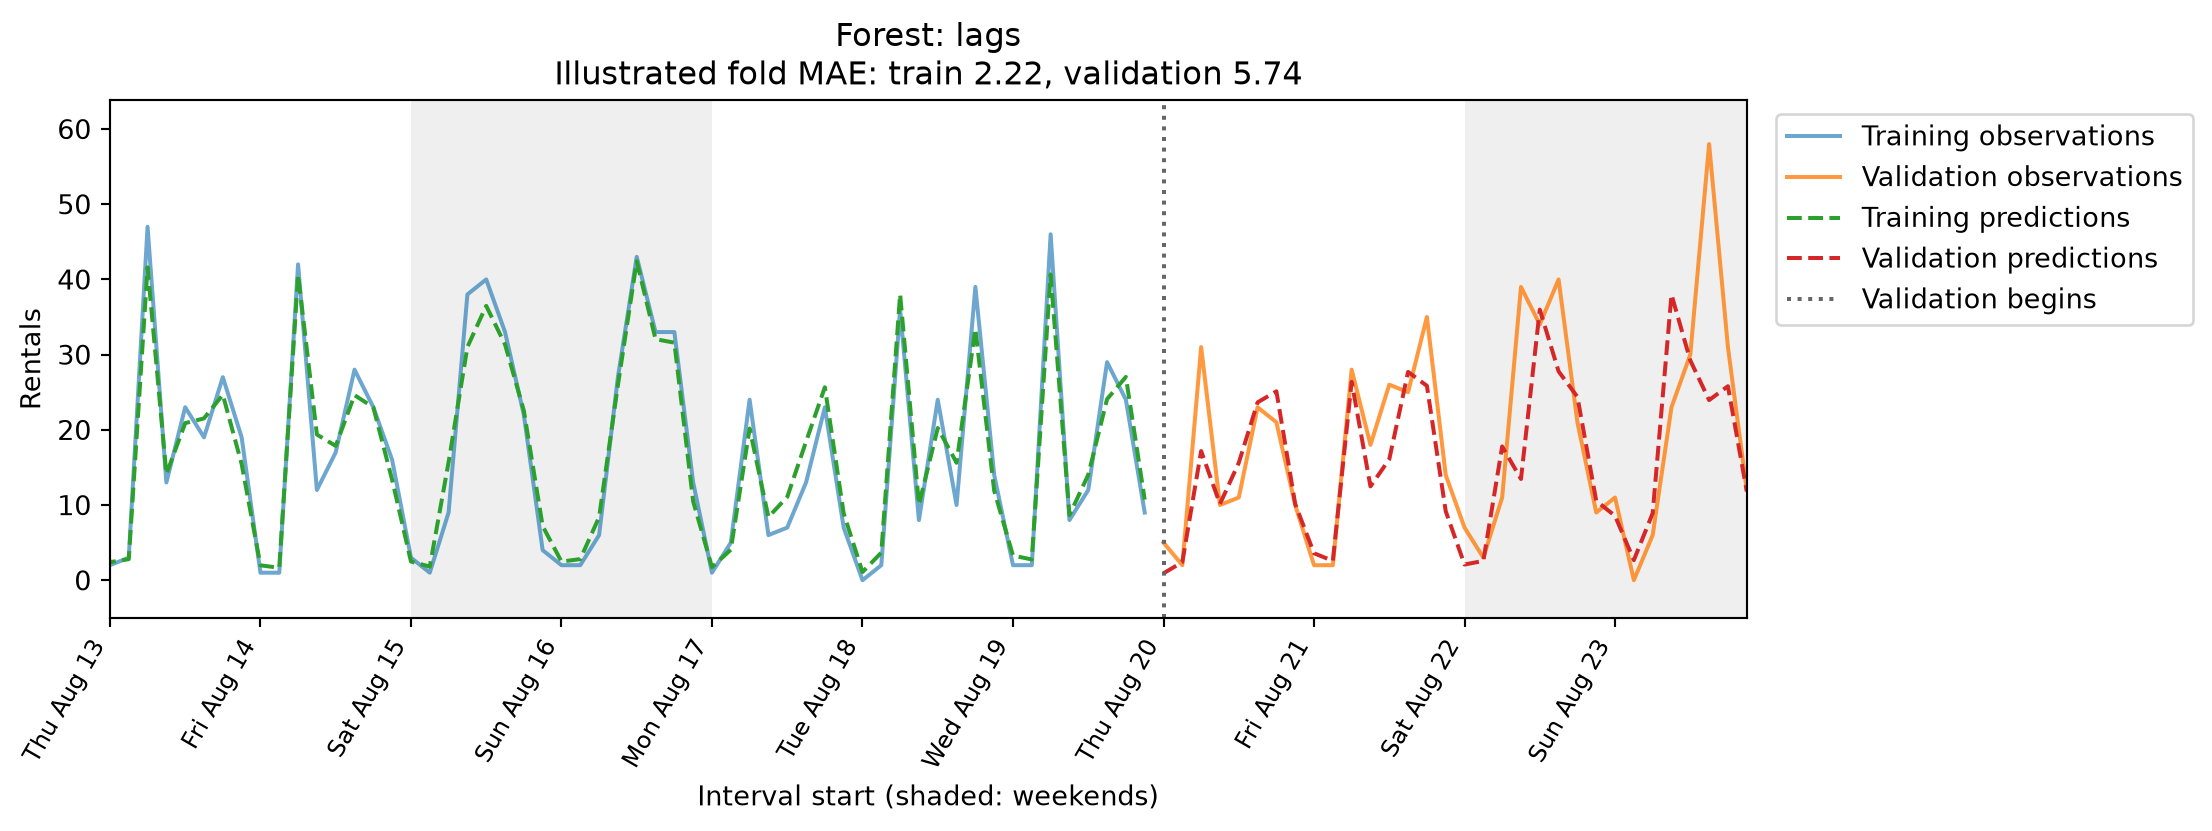 Forest: lags
Illustrated fold MAE: train 2.22, validation 5.74
60
50
40
30
20
10
0
Rentals
Thu Aug 13
Fri Aug 14
Sat Aug 15
Sun Aug 16
Mon Aug 17
Tue Aug 18
Wed Aug 19
Thu Aug 20
Fri Aug 21
Sat Aug 22
Sun Aug 23
Interval start (shaded: weekends)
Training observations
Validation observations
Training predictions
Validation predictions
Validation begins